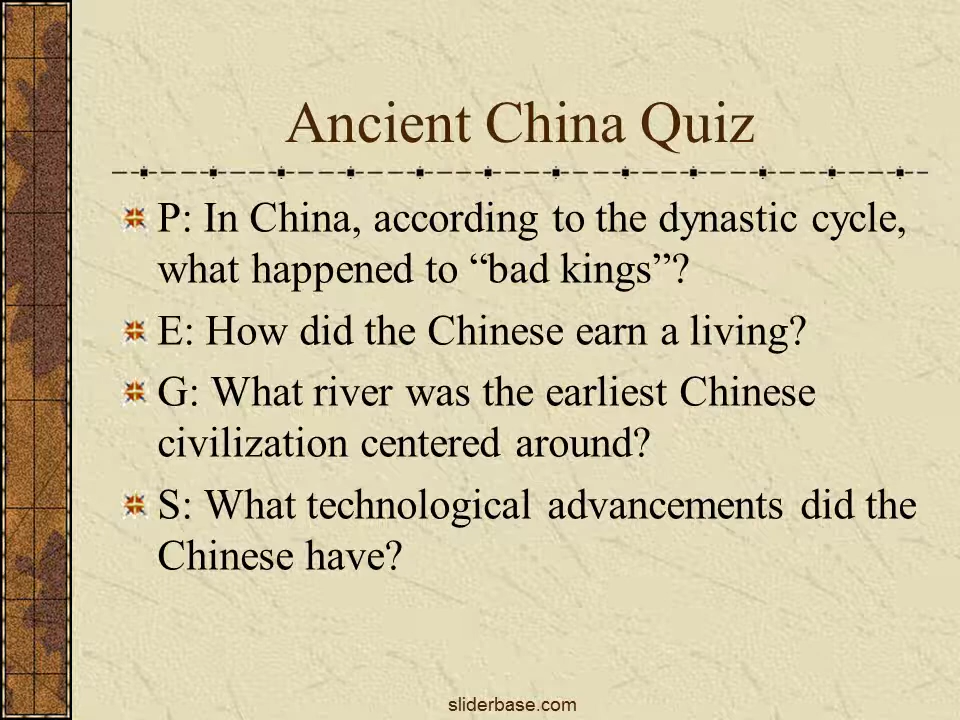 Ancient China Quiz
P: In China, according to the dynastic cycle,
what happened to “bad kings”?
E: How did the Chinese earn a living?
G: What river was the earliest Chinese
civilization centered around?
S: What technological advancements did the
Chinese have?
sliderbase.com